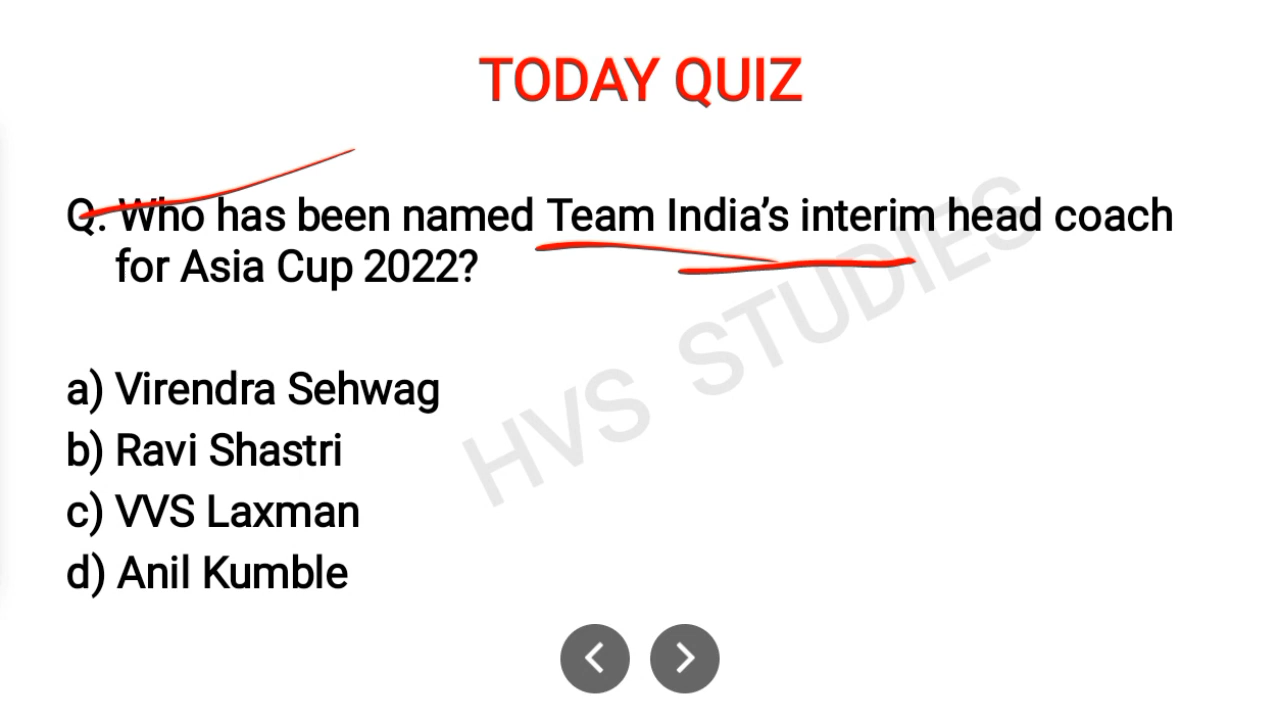 TODAY QUIZ
Q. Who has been named Team India's interim head coach
for Asia Cup 2022?
a) Virendra Sehwag
b) Ravi Shastri
c) VVS Laxman
d) Anil Kumble
HVS STUDIES